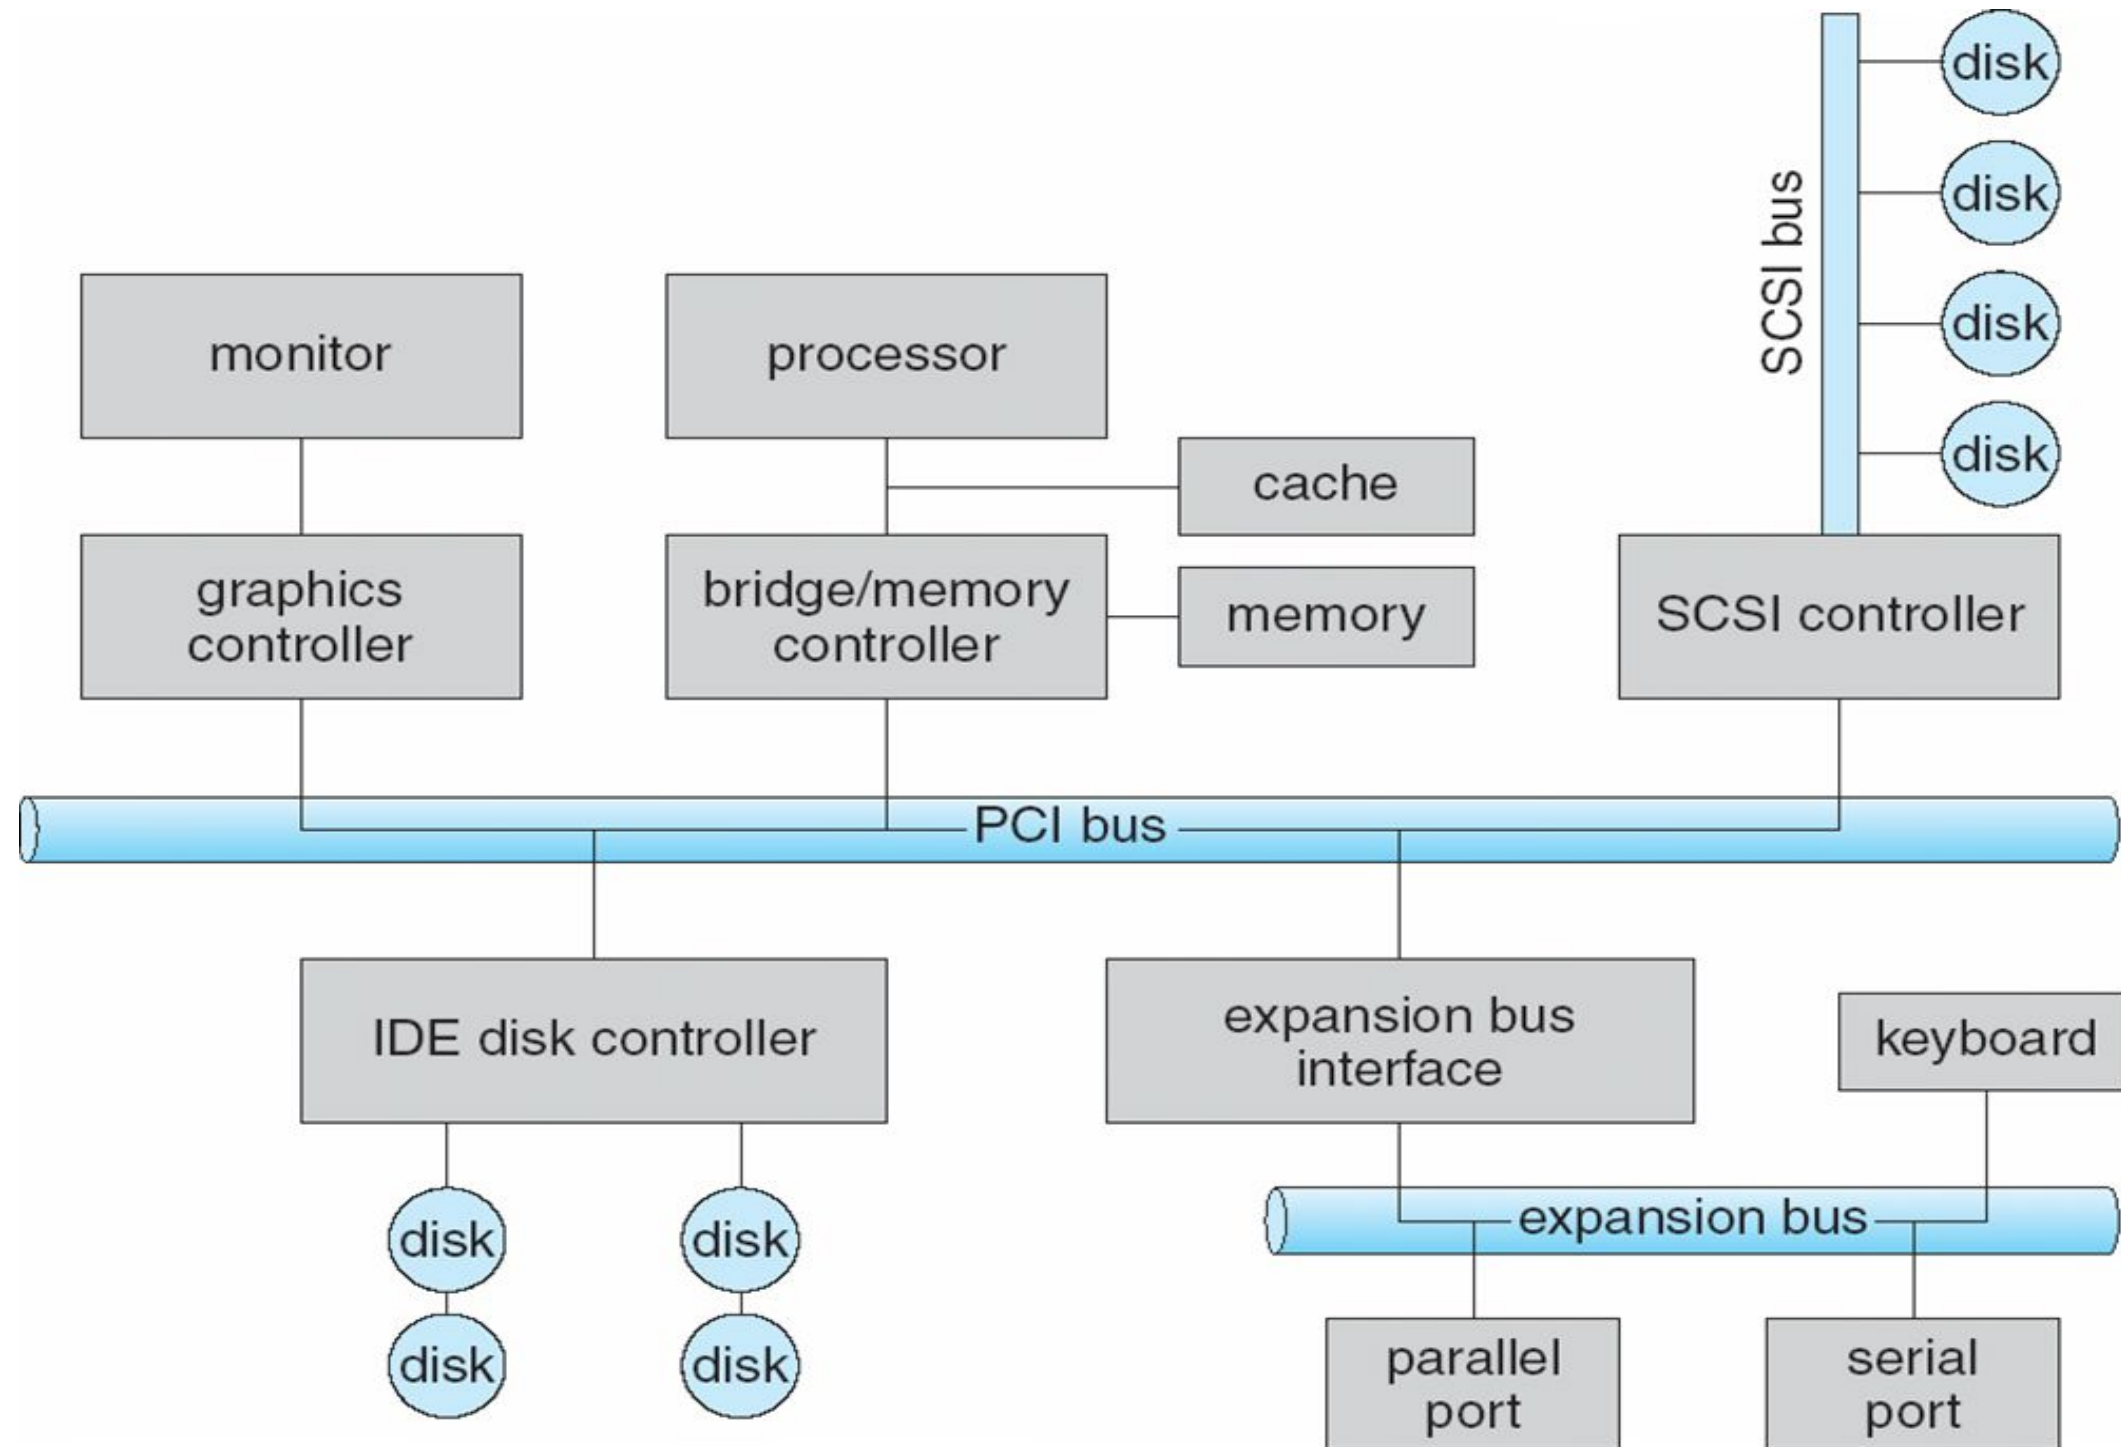 disk
disk
SCSI bus
disk
disk
monitor
processor
cache
graphics
controller
bridge/memory
controller
memory
SCSI controller
PCI bus
IDE disk controller
expansion bus
interface
keyboard
disk
disk
expansion bus
disk
disk
parallel
port
serial
port